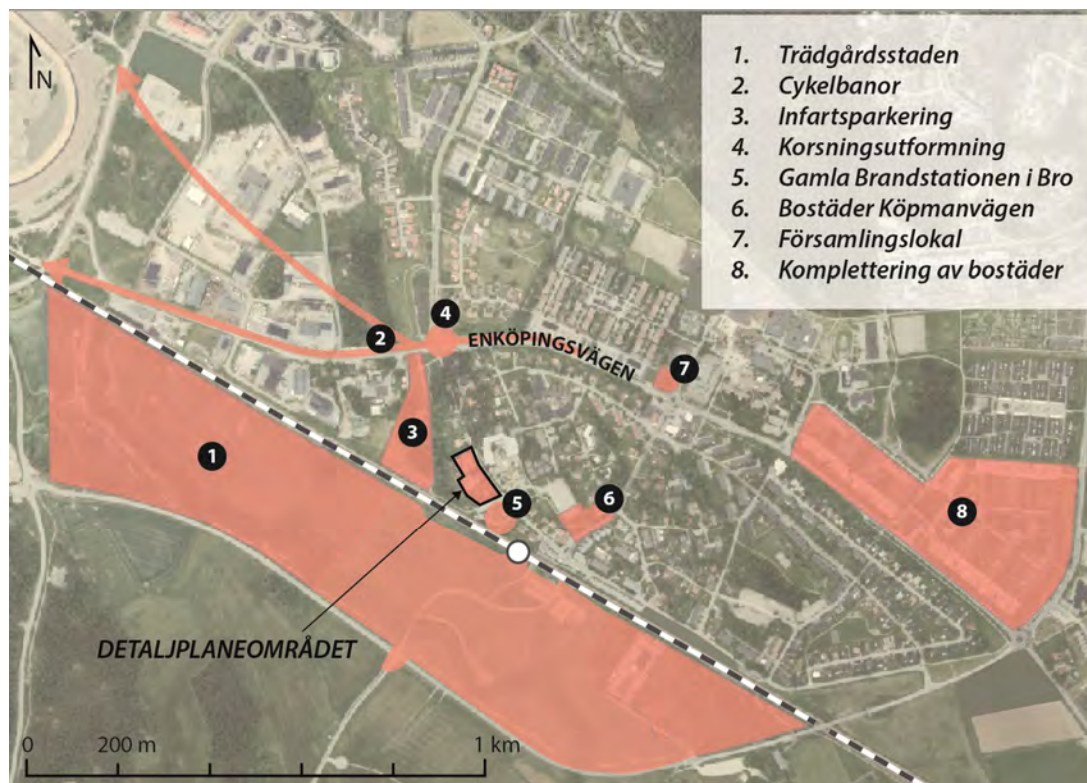 N
1. Trädgårdsstaden
2. Cykelbanor
3. Infartsparkering
4. Korsningsutformning
5. Gamla Brandstationen i Bro
6. Bostäder Köpmanvägen
7. Församlingslokal
8. Komplettering av bostäder
4
2
ENKÖPINGSVÄGEN
7
3
1
5
6
8
DETALJPLANEOMRÅDET
0 200 m 1 km